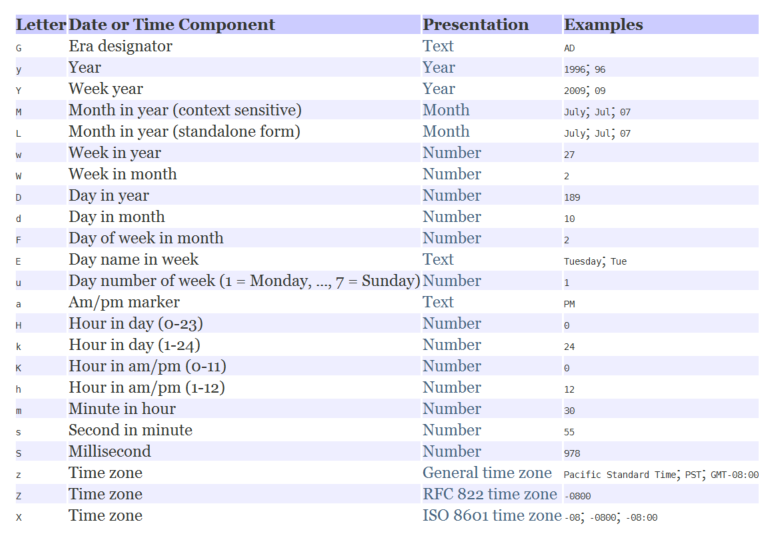 Letter Date or Time Component Presentation Examples
G Era designator Text AD
y Year Year 1996; 96
Y Week year Year 2009; 09
M Month in year (context sensitive) Month July; Jul; 07
L Month in year (standalone form) Month July; Jul; 07
w Week in year Number 27
W Week in month Number 2
D Day in year Number 189
d Day in month Number 10
F Day of week in month Number 2
E Day name in week Text Tuesday; Tue
u Day number of week (1 = Monday, ..., 7 = Sunday) Number 1
a Am/pm marker Text PM
H Hour in day (0-23) Number 0
k Hour in day (1-24) Number 24
K Hour in am/pm (0-11) Number 0
h Hour in am/pm (1-12) Number 12
m Minute in hour Number 30
s Second in minute Number 55
S Millisecond Number 978
z Time zone General time zone Pacific Standard Time; PST; GMT-08:00
Z Time zone RFC 822 time zone -0800
X Time zone ISO 8601 time zone -08; -0800; -08:00